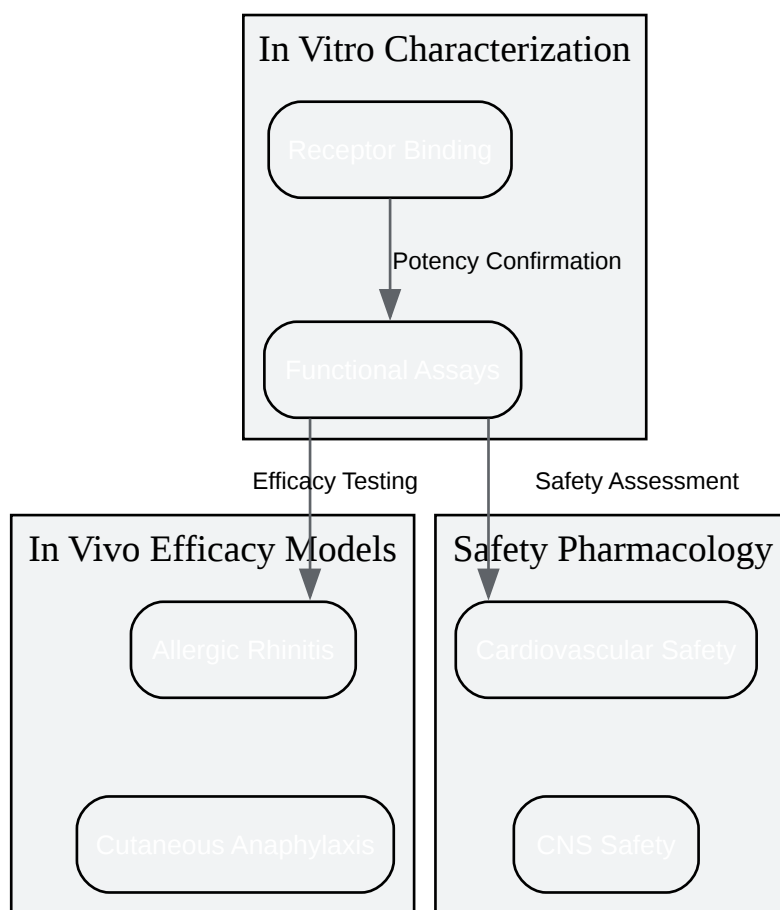 In Vitro Characterization
Receptor Binding
Potency Confirmation
Functional Assays
Efficacy Testing
Safety Assessment
In Vivo Efficacy Models
Safety Pharmacology
Allergic Rhinitis
Cardiovascular Safety
Cutaneous Anaphylaxis
CNS Safety